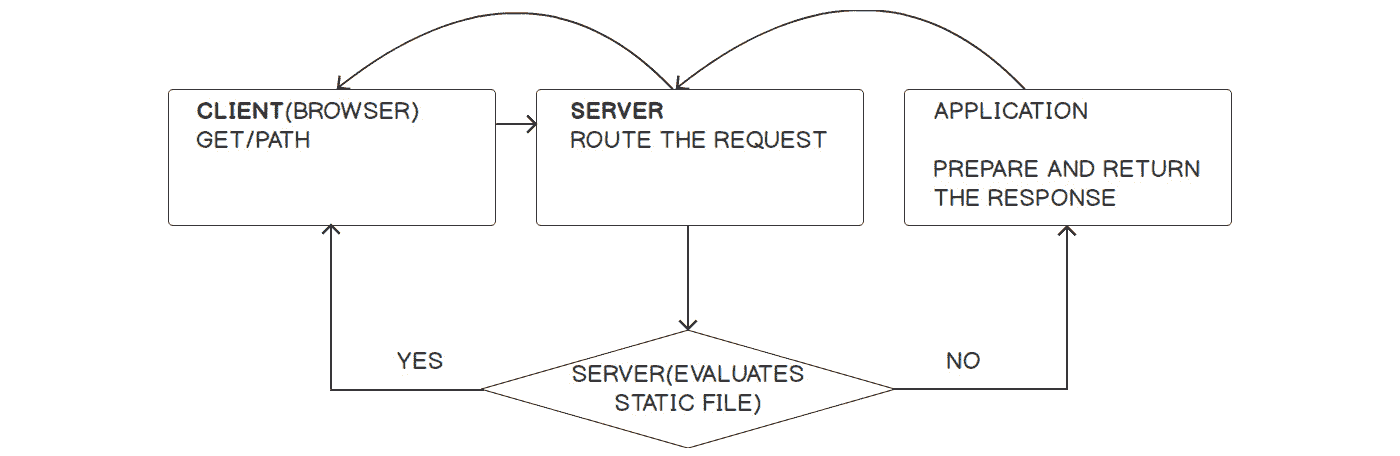 CLIENT(BROWSER)
GET/PATH
SERVER
ROUTE THE REQUEST
APPLICATION
PREPARE AND RETURN
THE RESPONSE
YES
SERVER(EVALUATES
STATIC FILE)
NO